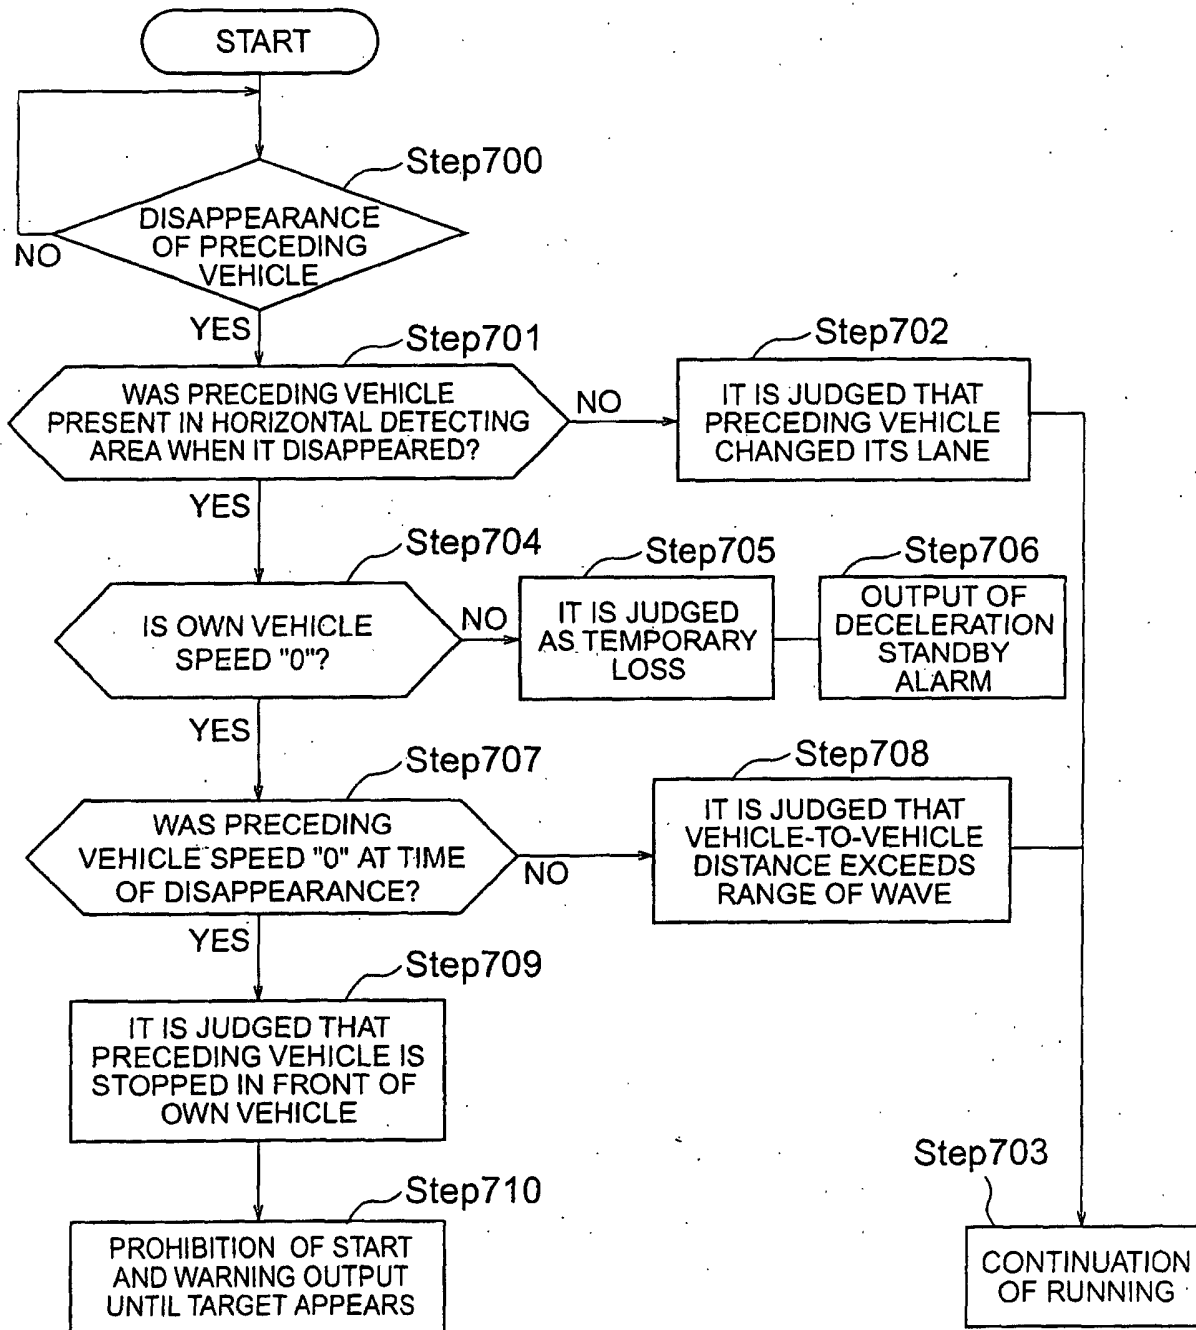 START
Step700
DISAPPEARANCE
OF PRECEDING
VEHICLE
NO
YES
Step701
WAS PRECEDING VEHICLE
PRESENT IN HORIZONTAL DETECTING
AREA WHEN IT DISAPPEARED?
NO
Step702
IT IS JUDGED THAT
PRECEDING VEHICLE
CHANGED ITS LANE
YES
Step704
IS OWN VEHICLE
SPEED "0"?
NO
Step705
IT IS JUDGED
AS TEMPORARY
LOSS
Step706
OUTPUT OF
DECELERATION
STANDBY
ALARM
YES
Step707
WAS PRECEDING
VEHICLE SPEED "0" AT TIME
OF DISAPPEARANCE?
NO
Step708
IT IS JUDGED THAT
VEHICLE-TO-VEHICLE
DISTANCE EXCEEDS
RANGE OF WAVE
YES
Step709
IT IS JUDGED THAT
PRECEDING VEHICLE IS
STOPPED IN FRONT OF
OWN VEHICLE
Step710
PROHIBITION OF START
AND WARNING OUTPUT
UNTIL TARGET APPEARS
Step703
CONTINUATION
OF RUNNING